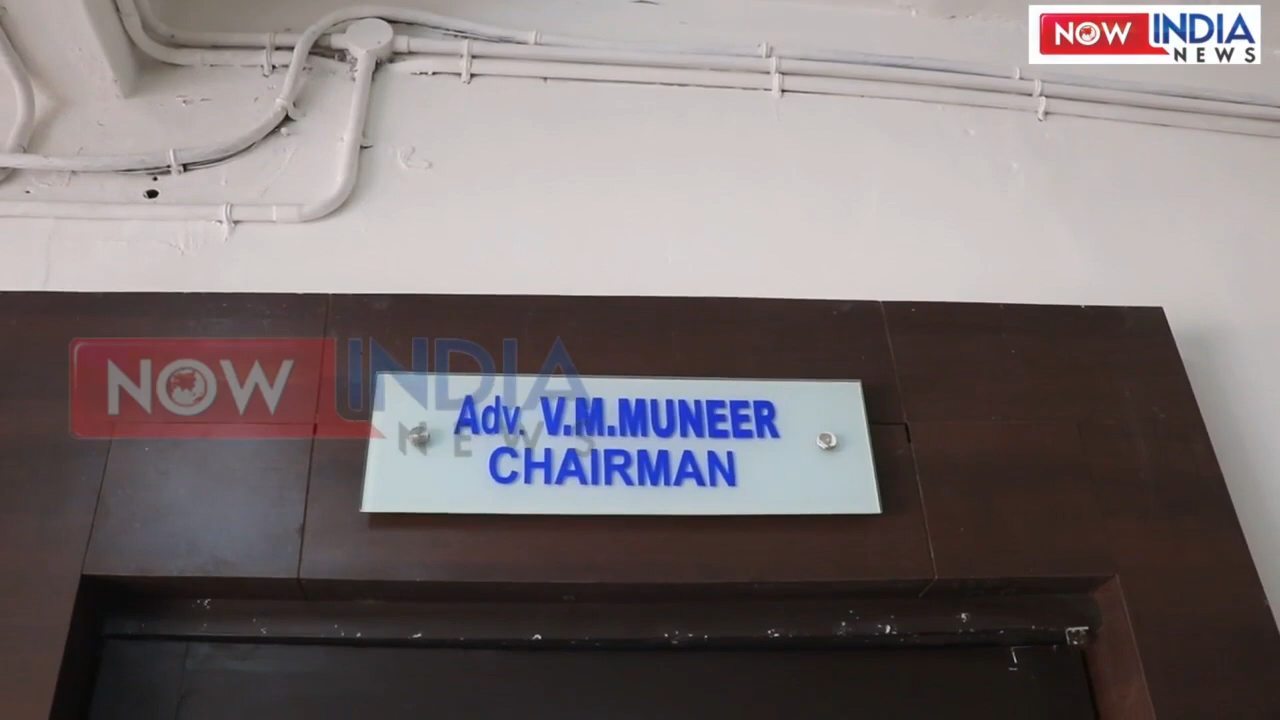 NOW INDIA
NEWS
NOW INDIA
NEWS
Adv. V.M.MUNEER
CHAIRMAN